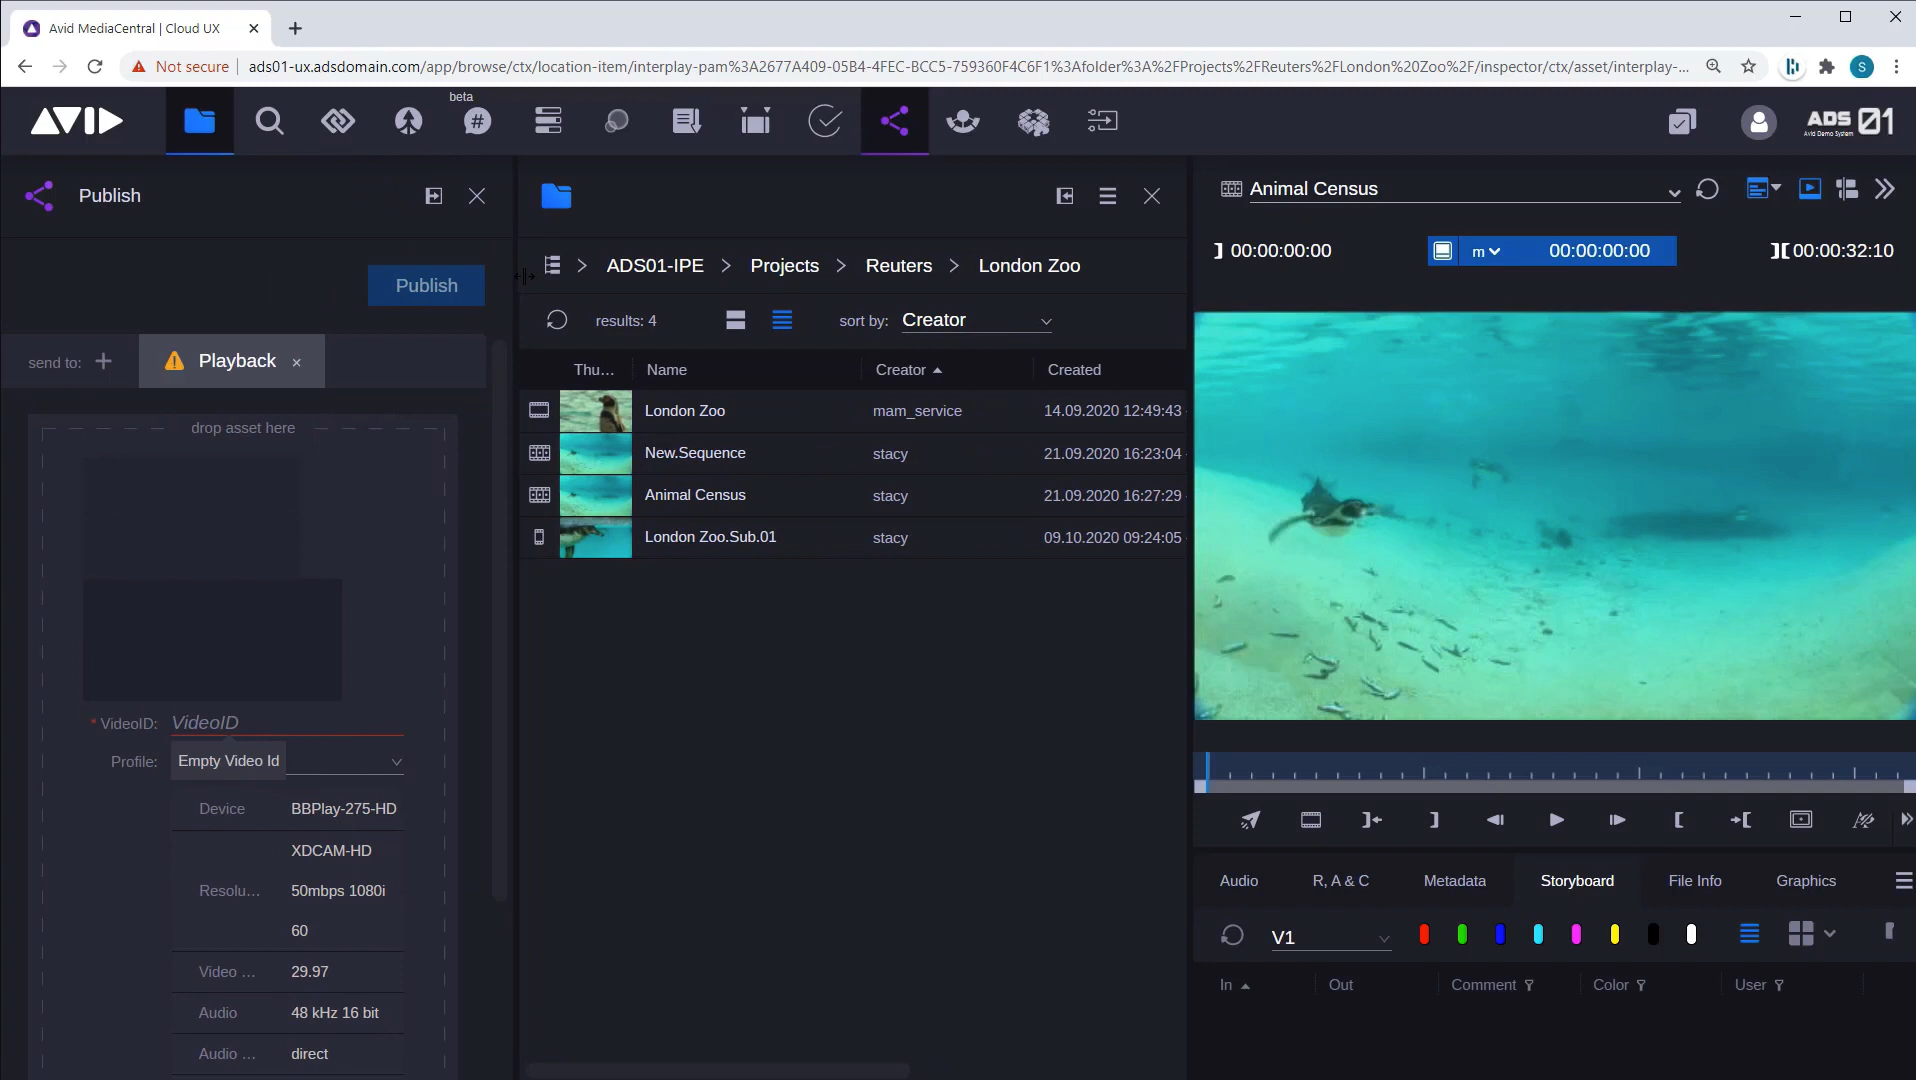 Avid MediaCentral | Cloud UX
Not secure
ads01-ux.adsdomain.com/app/browse/ctx/location-item/interplay-pam%3A2677A409-05B4-4FEC-BCC5-759360F4C6F1%3Afolder%3A%2FProjects%2FReuters%2FLondon%20Zoo%2F/inspector/ctx/asset/interplay-...
S
AVID
beta
#
ADS 01
Avid Demo System
Publish
Publish
send to:
Playback
drop asset here
* VideoID: VideoID
Profile: Empty Video Id
Device BBPlay-275-HD
Resolu... XDCAM-HD
50mbps 1080i
60
Video ... 29.97
Audio 48 kHz 16 bit
Audio ... direct
ADS01-IPE > Projects > Reuters > London Zoo
results: 4
sort by: Creator
Thu... Name Creator Created
London Zoo mam_service 14.09.2020 12:49:43
New.Sequence stacy 21.09.2020 16:23:04
Animal Census stacy 21.09.2020 16:27:29
London Zoo.Sub.01 stacy 09.10.2020 09:24:05
Animal Census
00:00:00:00 m 00:00:00:00 00:00:32:10
Audio R, A & C Metadata Storyboard File Info Graphics
V1
In Out Comment Color User